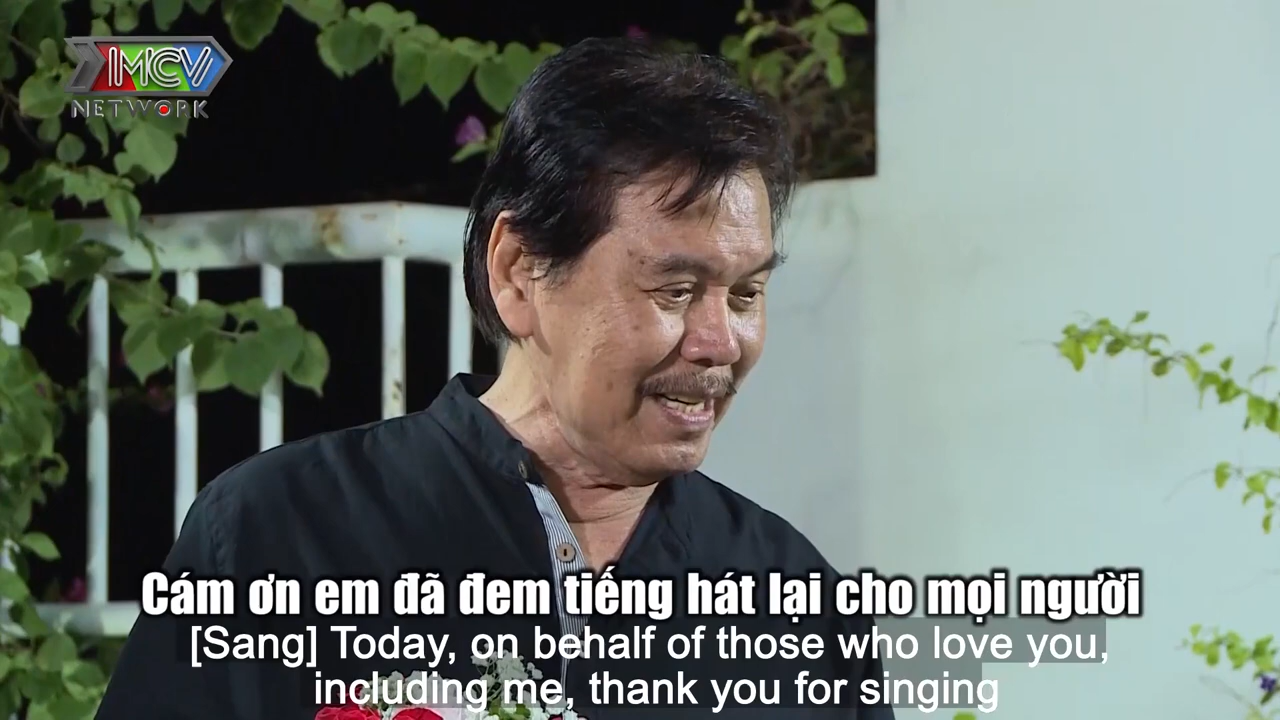 MCV
NETWORK
Cám ơn em đã đem tiếng hát lại cho mọi người
[Sang] Today, on behalf of those who love you,
including me, thank you for singing